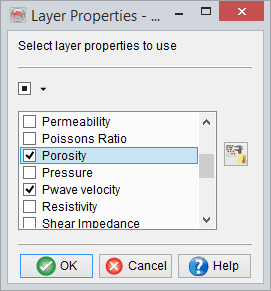 Layer Properties - ...
Select layer properties to use
Permeability
Poissons Ratio
Porosity
Pressure
Pwave velocity
Resistivity
Shear Impedance
OK Cancel Help